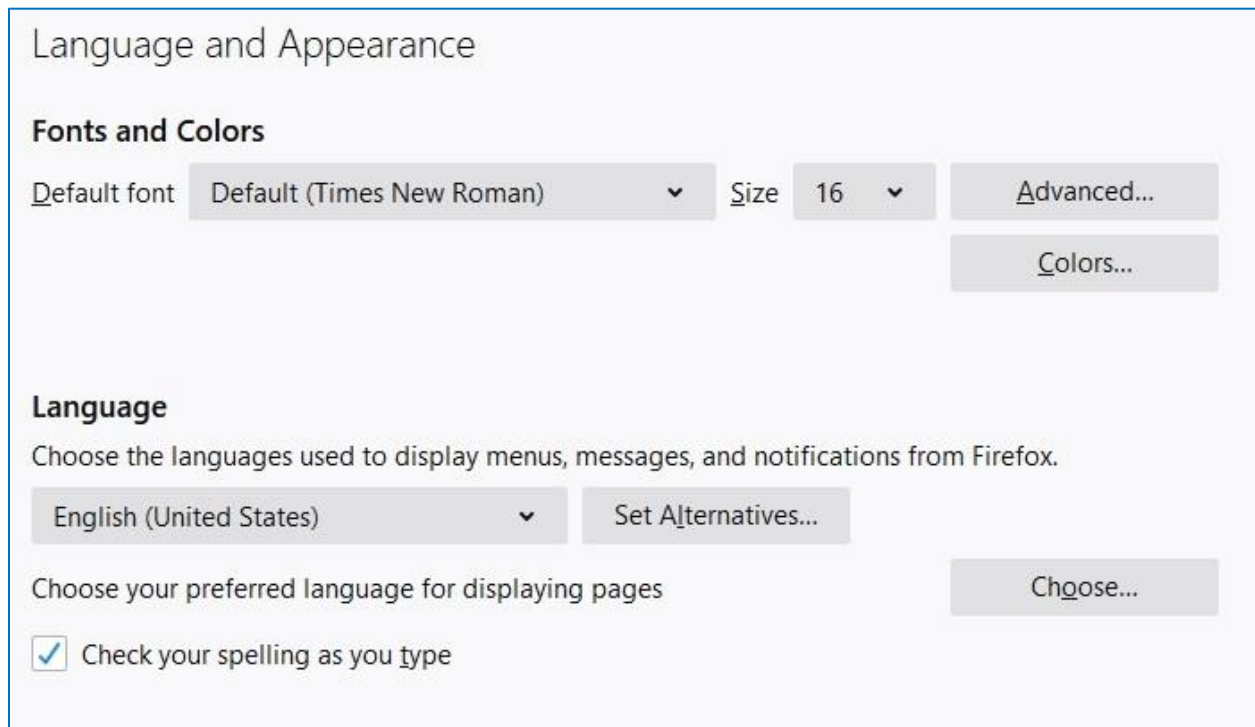 Language and Appearance
Fonts and Colors
Default font Default (Times New Roman) Size 16 Advanced...
Colors...
Language
Choose the languages used to display menus, messages, and notifications from Firefox.
English (United States) Set Alternatives...
Choose your preferred language for displaying pages Choose...
Check your spelling as you type